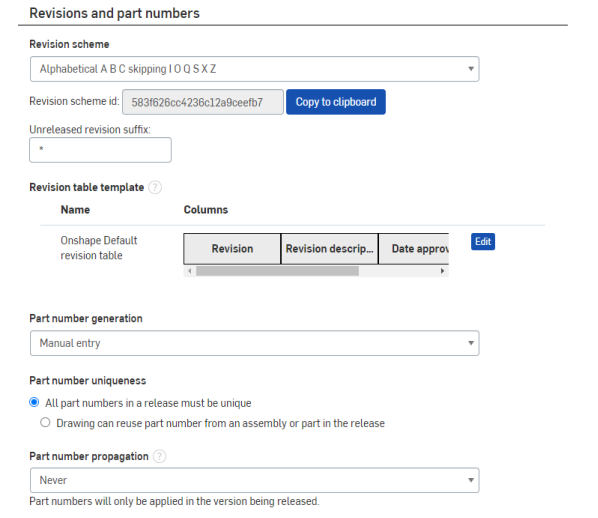 Revisions and part numbers
Revision scheme
Alphabetical A B C skipping I O Q S X Z
Revision scheme id: 583f626cc4236c12a9ceefb7 Copy to clipboard
Unreleased revision suffix:
*
Revision table template ?
Name Columns
Onshape Default
revision table
Revision Revision descrip... Date approv
Edit
Part number generation
Manual entry
Part number uniqueness
All part numbers in a release must be unique
Drawing can reuse part number from an assembly or part in the release
Part number propagation ?
Never
Part numbers will only be applied in the version being released.